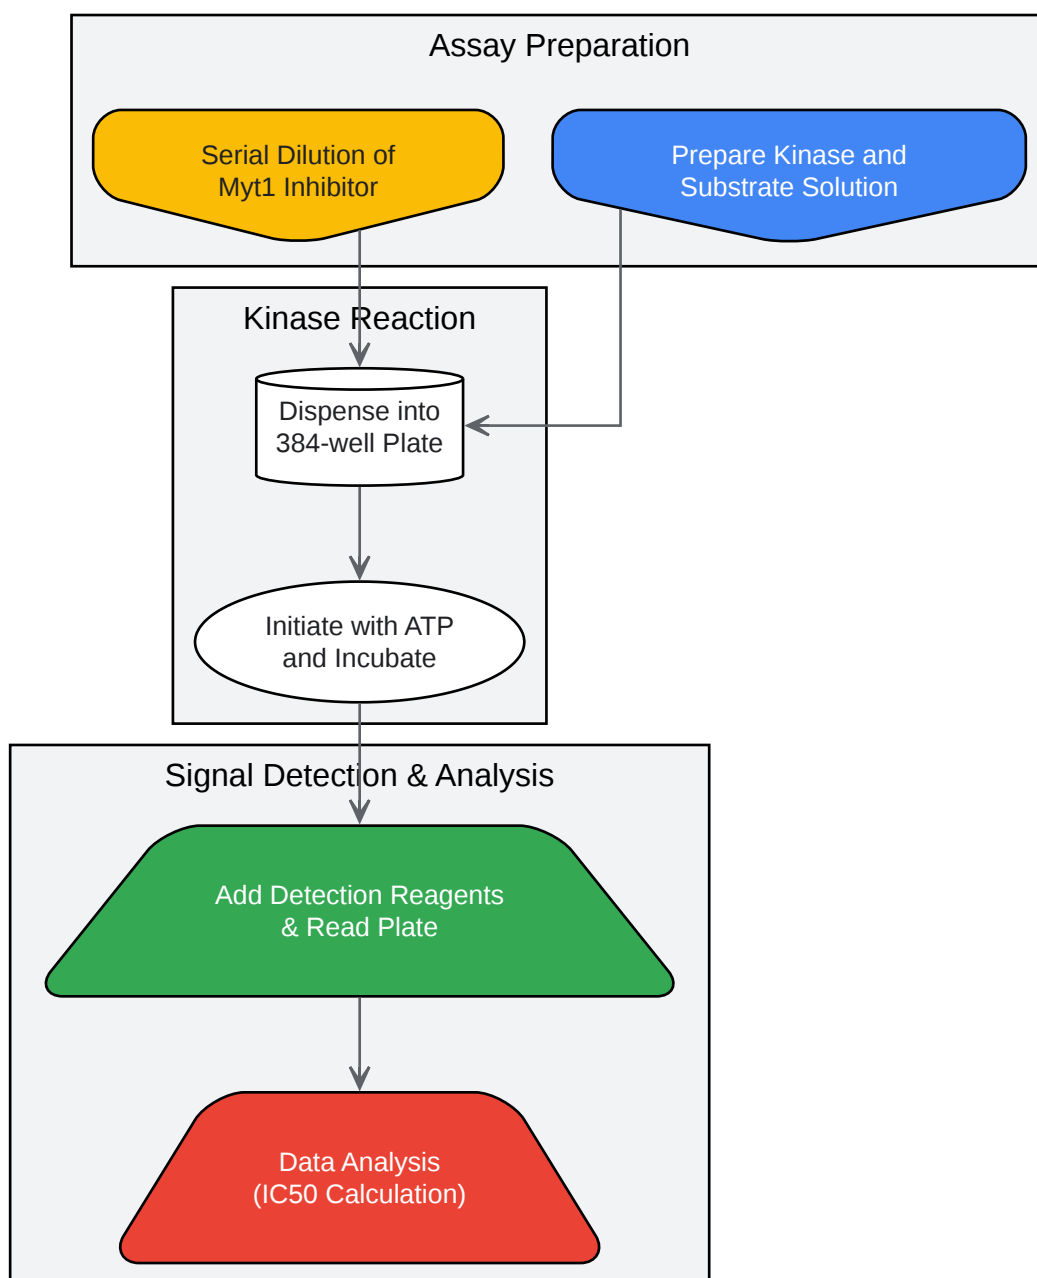 Assay Preparation
Serial Dilution of
Myt1 Inhibitor
Prepare Kinase and
Substrate Solution
Kinase Reaction
Dispense into
384-well Plate
Initiate with ATP
and Incubate
Signal Detection & Analysis
Add Detection Reagents
& Read Plate
Data Analysis
(IC50 Calculation)